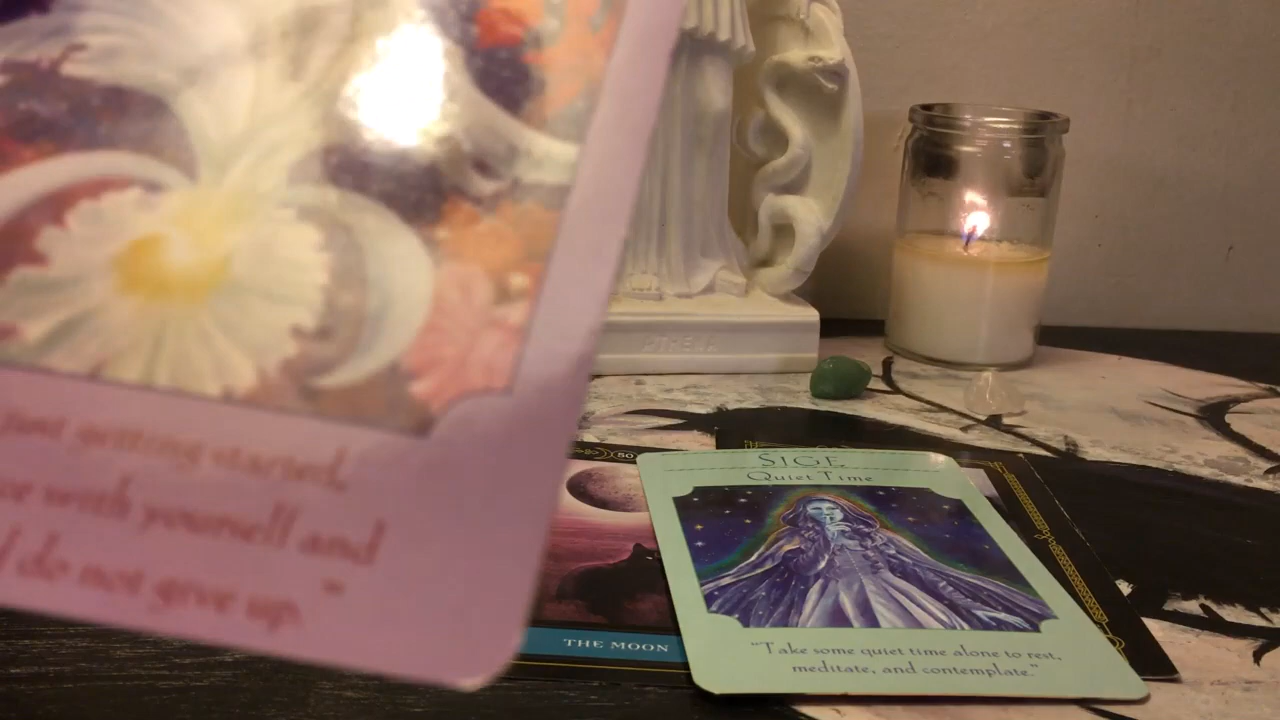 just getting started,
with yourself and
do not give up."
ATHENA
50
THE MOON
SIGE
Quiet Time
"Take some quiet time alone to rest,
meditate, and contemplate."